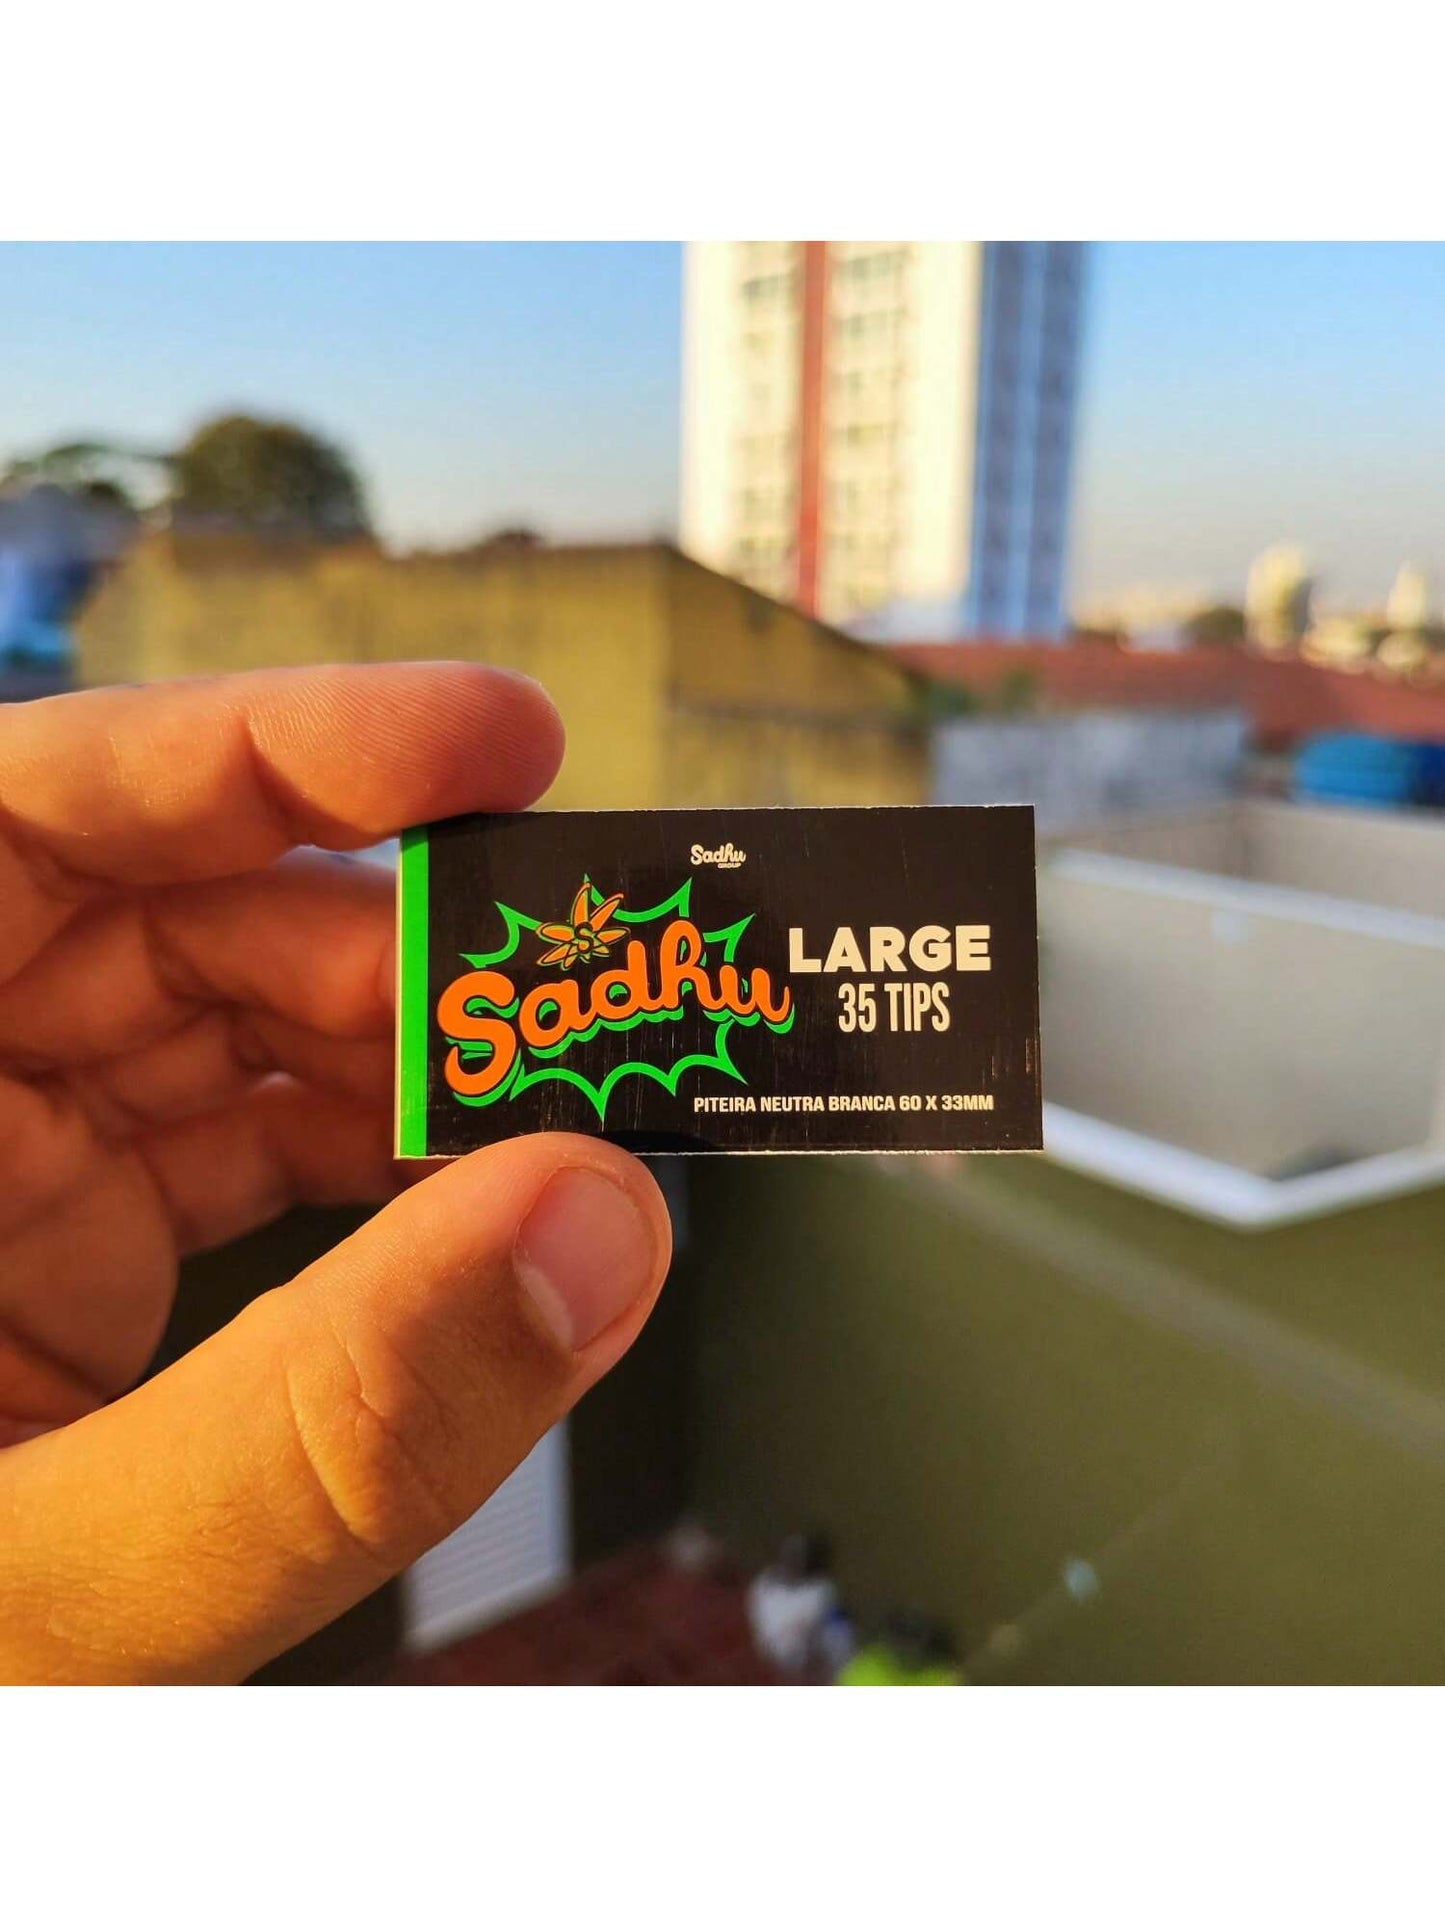 Sadhu
GROUP
S
Sadhu
LARGE
35 TIPS
PITEIRA NEUTRA BRANCA 60 X 33MM